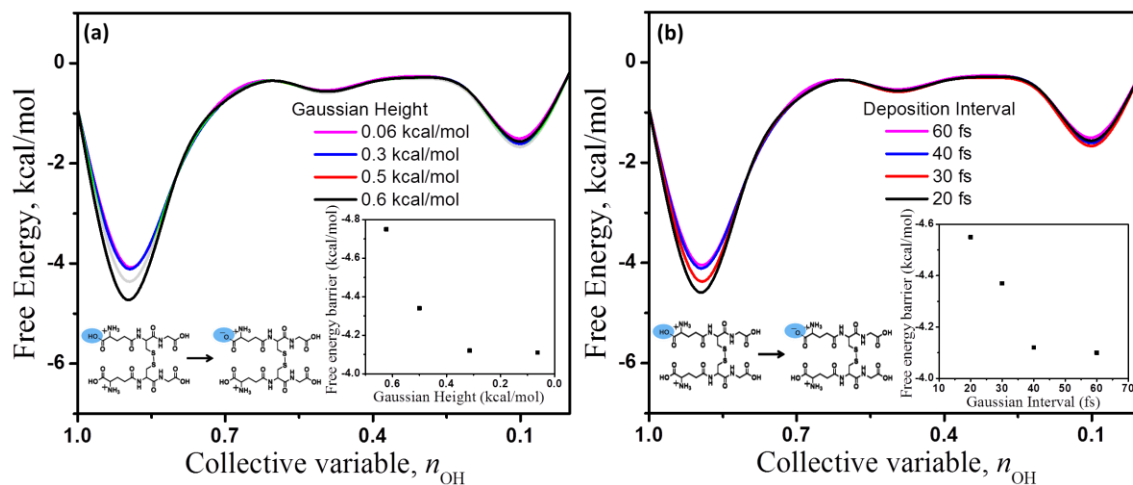 (a)
Free Energy, kcal/mol
0
-2
-4
-6
Gaussian Height
0.06 kcal/mol
0.3 kcal/mol
0.5 kcal/mol
0.6 kcal/mol
Free energy barrier (kcal/mol)
-4.8
-4.6
-4.4
-4.2
-4.0
0.6 0.4 0.2 0.0
Gaussian Height (kcal/mol)
1.0 0.7 0.4 0.1
Collective variable, nOH
(b)
Free Energy, kcal/mol
0
-2
-4
-6
Deposition Interval
60 fs
40 fs
30 fs
20 fs
Free energy barrier (kcal/mol)
-4.6
-4.4
-4.2
-4.0
10 20 30 40 50 60 70
Gaussian Interval (fs)
1.0 0.7 0.4 0.1
Collective variable, nOH